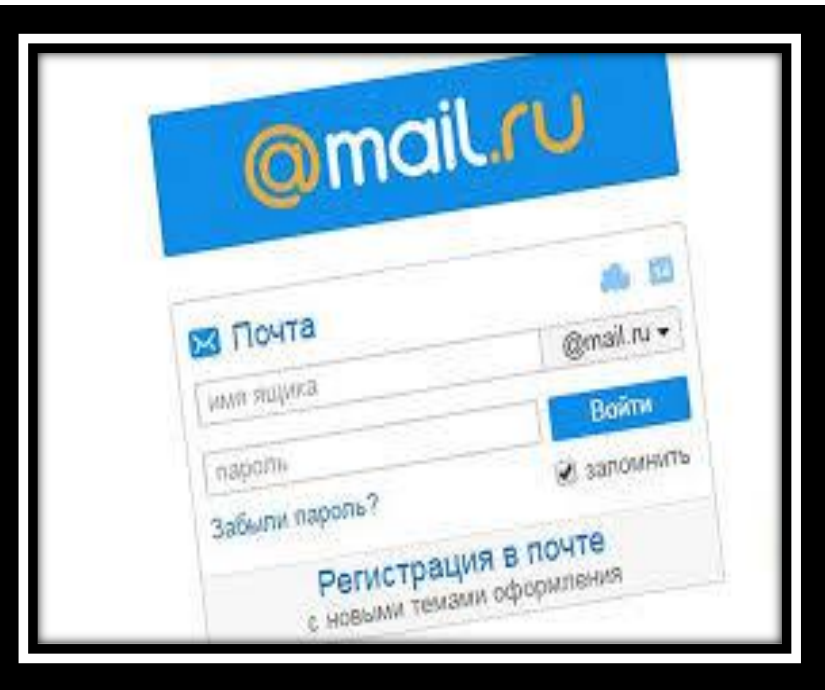 @mail.ru
Почта
имя ящика
@mail.ru
пароль
Войти
Забыли пароль?
запомнить
Регистрация в почте
с новыми темами оформления